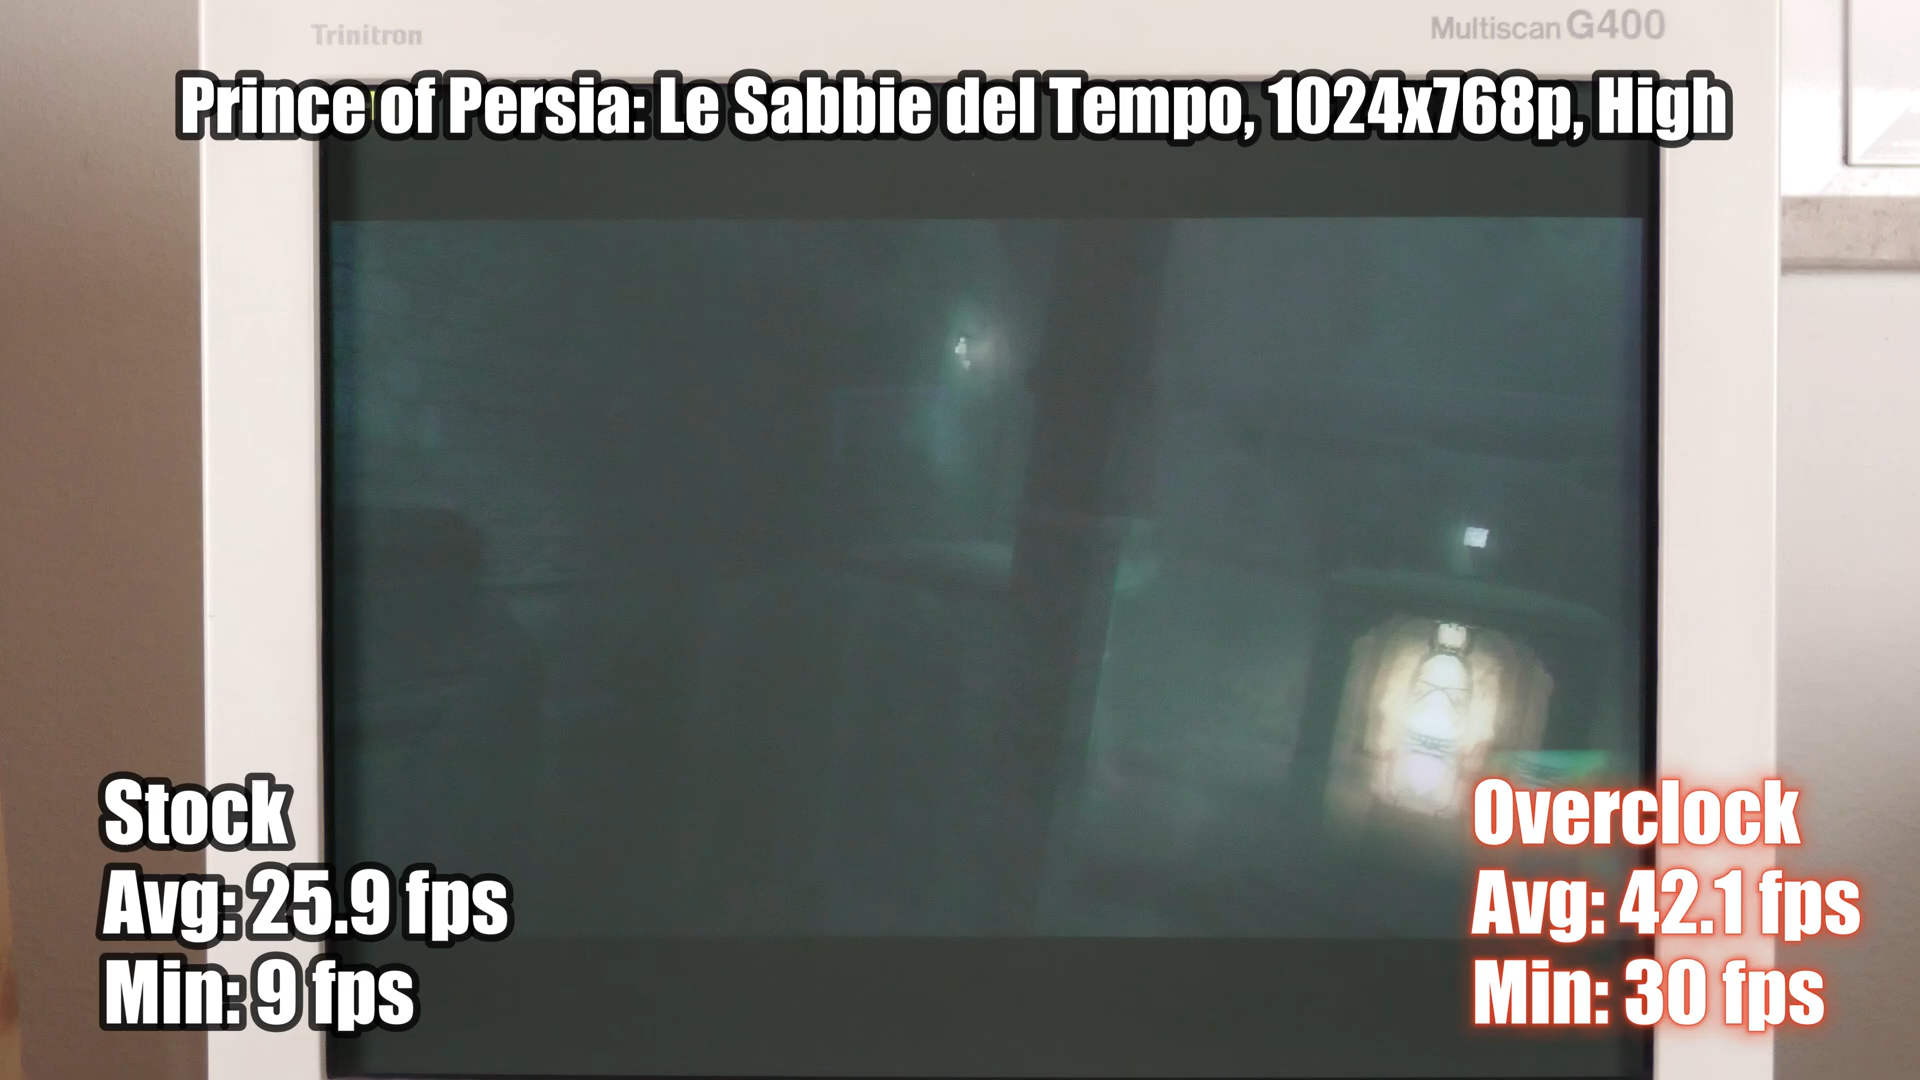 Trinitron
Multiscan G400
Prince of Persia: Le Sabbie del Tempo, 1024x768p, High
Stock
Avg: 25.9 fps
Min: 9 fps
Overclock
Avg: 42.1 fps
Min: 30 fps